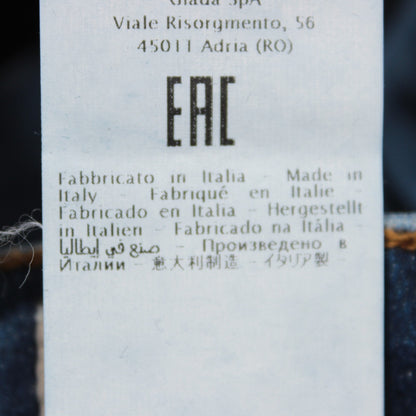 Giada SpA
Viale Risorgmento, 56
45011 Adria (RO)
EAC
Fabbricato in Italia - Made in
Italy - Fabriqué en Italie -
Fabricado en Italia - Hergestellt
in Italien - Fabricado na Itália -
صنع في إيطاليا - Произведено в
Италии - 意大利制造 - イタリア製 -